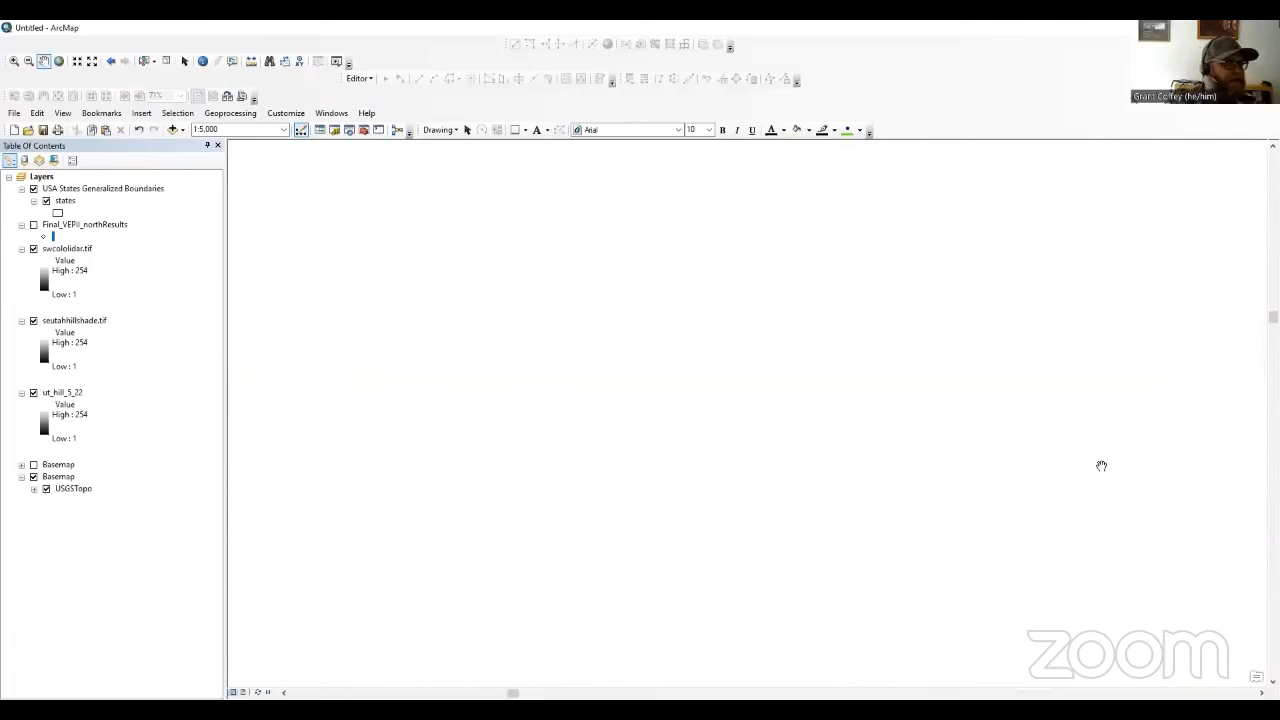 Untitled - ArcMap
Grant Coffey (he/him)
Editor
71%
File Edit View Bookmarks Insert Selection Geoprocessing Customize Windows Help
1:5,000
Drawing
A
Arial
10
B I U A
Table Of Contents
Layers
USA States Generalized Boundaries
states
Final_VEPII_northResults
swcololidar.tif
Value
High : 254
Low : 1
seutahhillshade.tif
Value
High : 254
Low : 1
ut_hill_5_22
Value
High : 254
Low : 1
Basemap
Basemap
USGSTopo
zoom